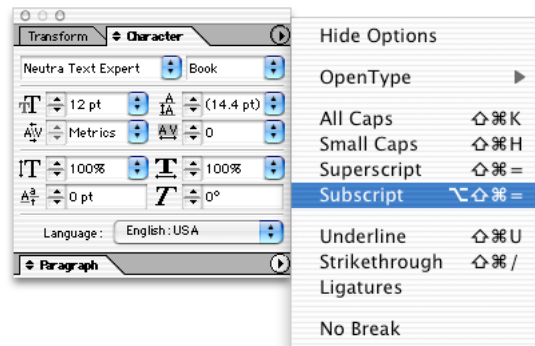 Transform
Character
Neutra Text Expert
Book
12 pt
(14.4 pt)
Metrics
0
100%
100%
0 pt
0°
Language:
English: USA
Paragraph
Hide Options
OpenType
All Caps ⇧⌘K
Small Caps ⇧⌘H
Superscript ⇧⌘=
Subscript ⌥⇧⌘=
Underline ⇧⌘U
Strikethrough ⇧⌘/
Ligatures
No Break